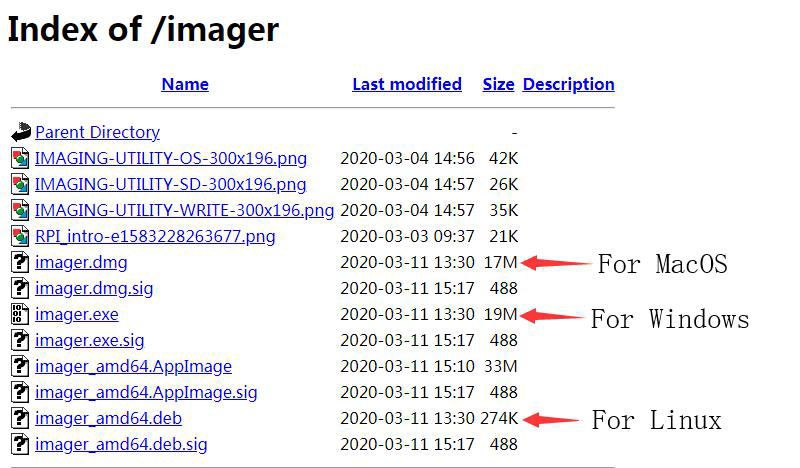 Index of /imager
Name Last modified Size Description
Parent Directory -
IMAGING-UTILITY-OS-300x196.png 2020-03-04 14:56 42K
IMAGING-UTILITY-SD-300x196.png 2020-03-04 14:57 26K
IMAGING-UTILITY-WRITE-300x196.png 2020-03-04 14:57 35K
RPI_intro-e1583228263677.png 2020-03-03 09:37 21K
imager.dmg 2020-03-11 13:30 17M For MacOS
imager.dmg.sig 2020-03-11 15:17 488
imager.exe 2020-03-11 13:30 19M For Windows
imager.exe.sig 2020-03-11 15:17 488
imager_amd64.AppImage 2020-03-11 15:10 33M
imager_amd64.AppImage.sig 2020-03-11 15:17 488
imager_amd64.deb 2020-03-11 13:30 274K For Linux
imager_amd64.deb.sig 2020-03-11 15:17 488